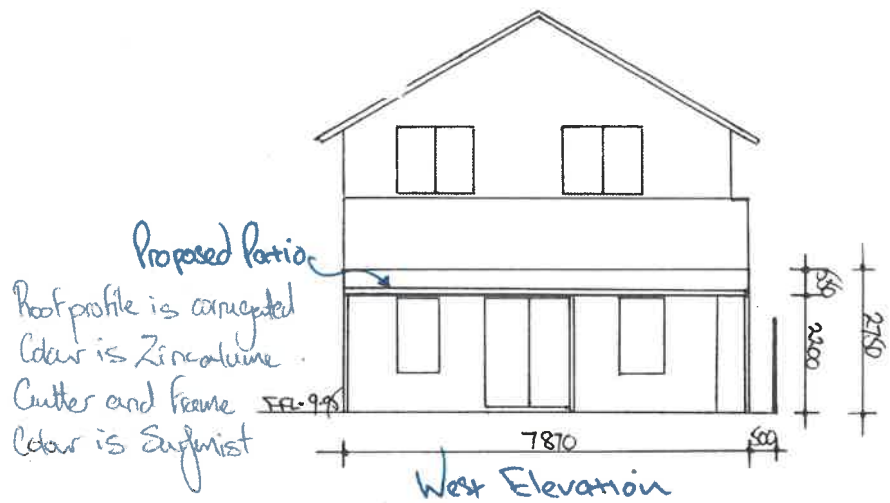 Proposed Patio
Roof profile is corrugated
Colour is Zincalume.
Gutter and Frame
Colour is Surfmist
FFL-9.95
2200
2750
7870
500
West Elevation